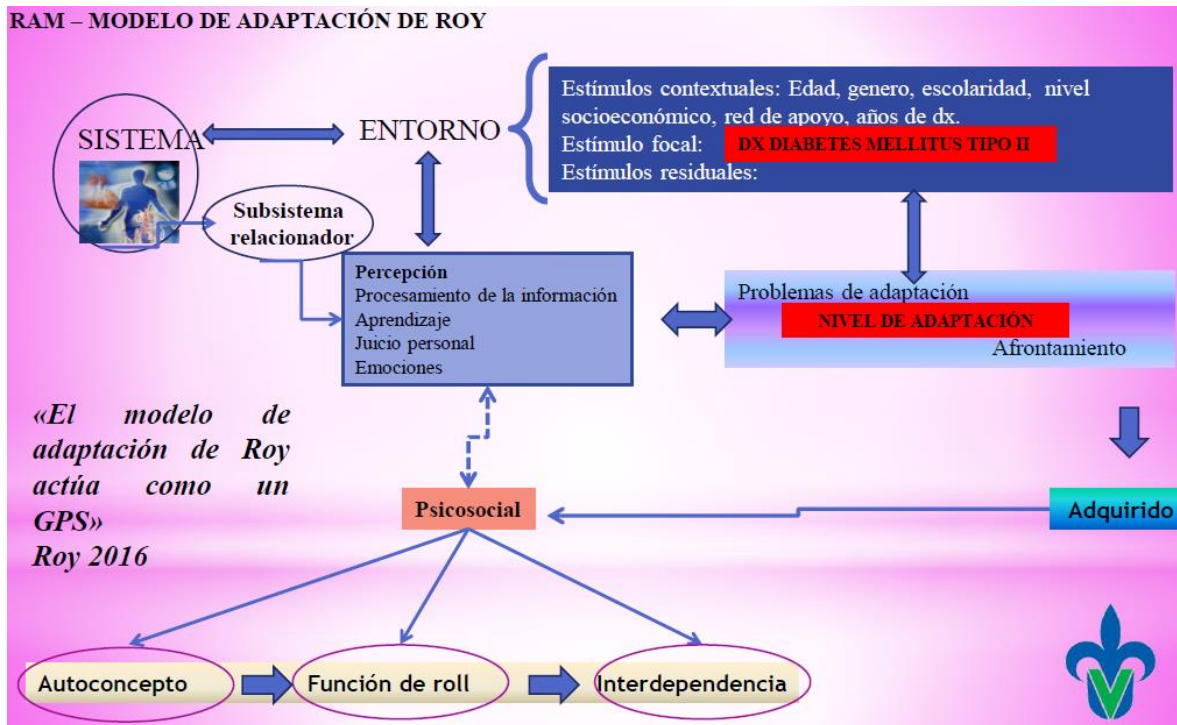 RAM – MODELO DE ADAPTACIÓN DE ROY
SISTEMA
ENTORNO
Estímulos contextuales: Edad, genero, escolaridad, nivel
socioeconómico, red de apoyo, años de dx.
Estímulo focal: DX DIABETES MELLITUS TIPO II
Estímulos residuales:
Subsistema
relacionador
Percepción
Procesamiento de la información
Aprendizaje
Juicio personal
Emociones
Problemas de adaptación
NIVEL DE ADAPTACIÓN
Afrontamiento
«El modelo de
adaptación de Roy
actúa como un
GPS»
Roy 2016
Psicosocial
Adquirido
Autoconcepto
Función de roll
Interdependencia